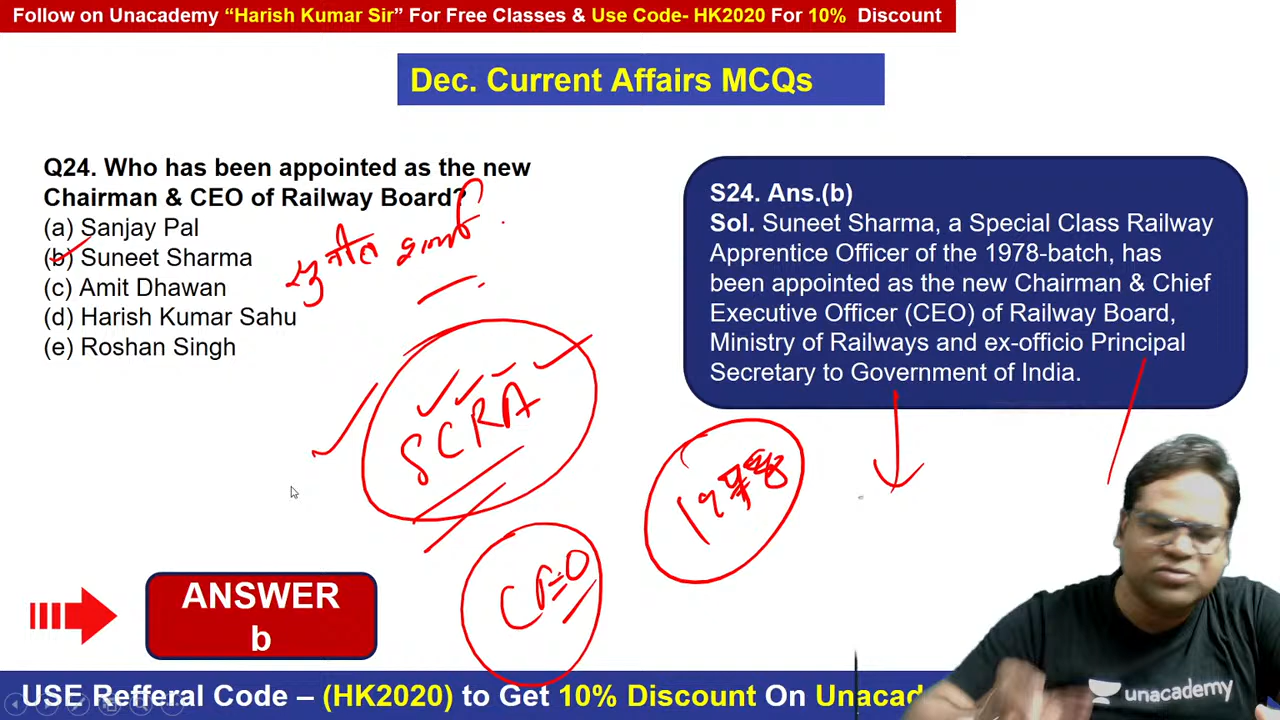 Follow on Unacademy “Harish Kumar Sir” For Free Classes & Use Code- HK2020 For 10% Discount
Dec. Current Affairs MCQs
Q24. Who has been appointed as the new
Chairman & CEO of Railway Board?
(a) Sanjay Pal
(b) Suneet Sharma
(c) Amit Dhawan
(d) Harish Kumar Sahu
(e) Roshan Singh
S24. Ans.(b)
Sol. Suneet Sharma, a Special Class Railway
Apprentice Officer of the 1978-batch, has
been appointed as the new Chairman & Chief
Executive Officer (CEO) of Railway Board,
Ministry of Railways and ex-officio Principal
Secretary to Government of India.
SCRA
CEO
ANSWER
b
unacademy
USE Refferal Code – (HK2020) to Get 10% Discount On Unacad